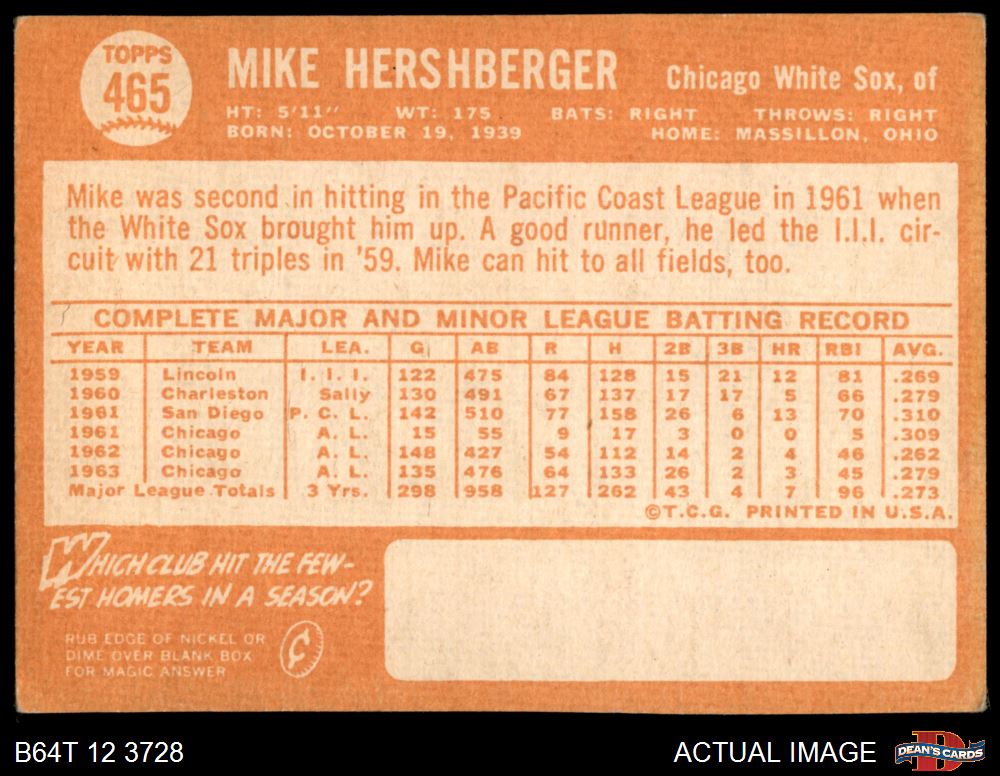 TOPPS
465
MIKE HERSHBERGER
Chicago White Sox, of
HT: 5'11" WT: 175 BATS: RIGHT THROWS: RIGHT
BORN: OCTOBER 19, 1939 HOME: MASSILLON, OHIO
Mike was second in hitting in the Pacific Coast League in 1961 when
the White Sox brought him up. A good runner, he led the I.I.I. cir-
cuit with 21 triples in '59. Mike can hit to all fields, too.
COMPLETE MAJOR AND MINOR LEAGUE BATTING RECORD
YEAR TEAM LEA. G AB R H 2B 3B HR RBI AVG.
1959 Lincoln I. I. I. 122 475 84 128 15 21 12 81 .269
1960 Charleston Sally 130 491 67 137 17 17 5 66 .279
1961 San Diego P. C. L. 142 510 77 158 26 6 13 70 .310
1961 Chicago A. L. 15 55 9 17 3 0 0 5 .309
1962 Chicago A. L. 148 427 54 112 14 2 4 46 .262
1963 Chicago A. L. 135 476 64 133 26 2 3 45 .279
Major League Totals 3 Yrs. 298 958 127 262 43 4 7 96 .273
©T.C.G. PRINTED IN U.S.A.
WHICH CLUB HIT THE FEW-
EST HOMERS IN A SEASON?
RUB EDGE OF NICKEL OR
DIME OVER BLANK BOX
FOR MAGIC ANSWER
¢
B64T 12 3728
ACTUAL IMAGE
DEAN'S CARDS